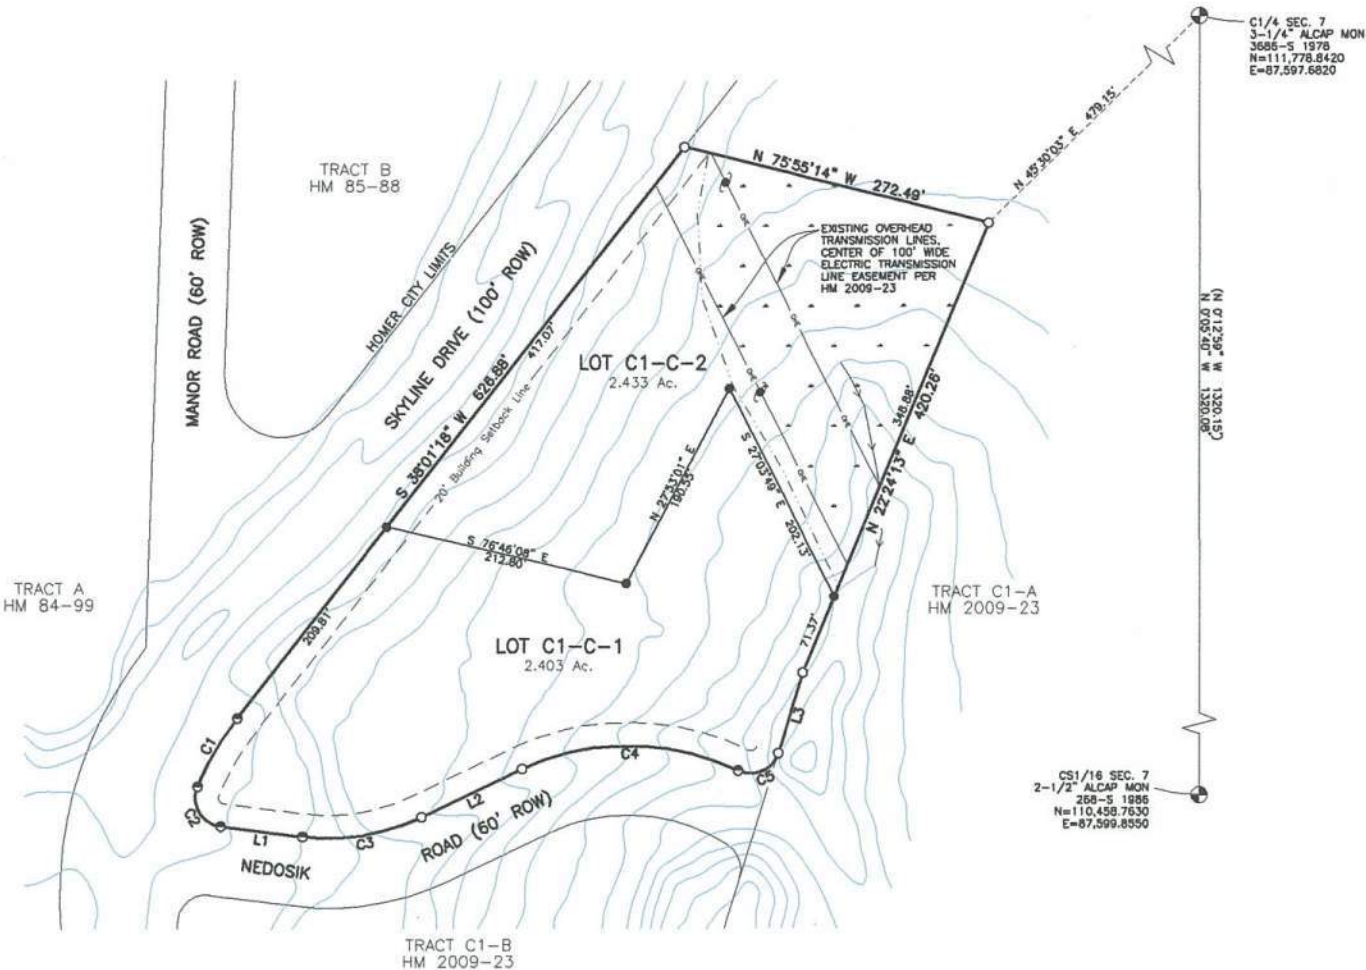 C1/4 SEC. 7
3-1/4" ALCAP MON
3686-S 1978
N=111,778.8420
E=87,597.6820
N 45°30'03" E 479.15'
TRACT B
HM 85-88
N 75°55'14" W 272.49'
MANOR ROAD (60' ROW)
HOMER CITY LIMITS
SKYLINE DRIVE (100' ROW)
EXISTING OVERHEAD
TRANSMISSION LINES,
CENTER OF 100' WIDE
ELECTRIC TRANSMISSION
LINE EASEMENT PER
HM 2009-23
(N 0°12'59" W 1320.15')
N 0°05'40" W 1320.08'
S 38°01'18" W 626.88'
417.07'
20' Building Setback Line
LOT C1-C-2
2.433 Ac.
348.88'
N 22°24'13" E 420.26'
N 27°53'01" E
190.55'
S 27°03'49" E 202.13'
S 76°46'08" E
212.80'
TRACT A
HM 84-99
TRACT C1-A
HM 2009-23
209.81'
LOT C1-C-1
2.403 Ac.
71.37'
L3
C1
C4
C5
C2
L2
L1
C3
NEDOSIK
ROAD (60' ROW)
CS1/16 SEC. 7
2-1/2" ALCAP MON
268-S 1986
N=110,458.7630
E=87,599.8550
TRACT C1-B
HM 2009-23